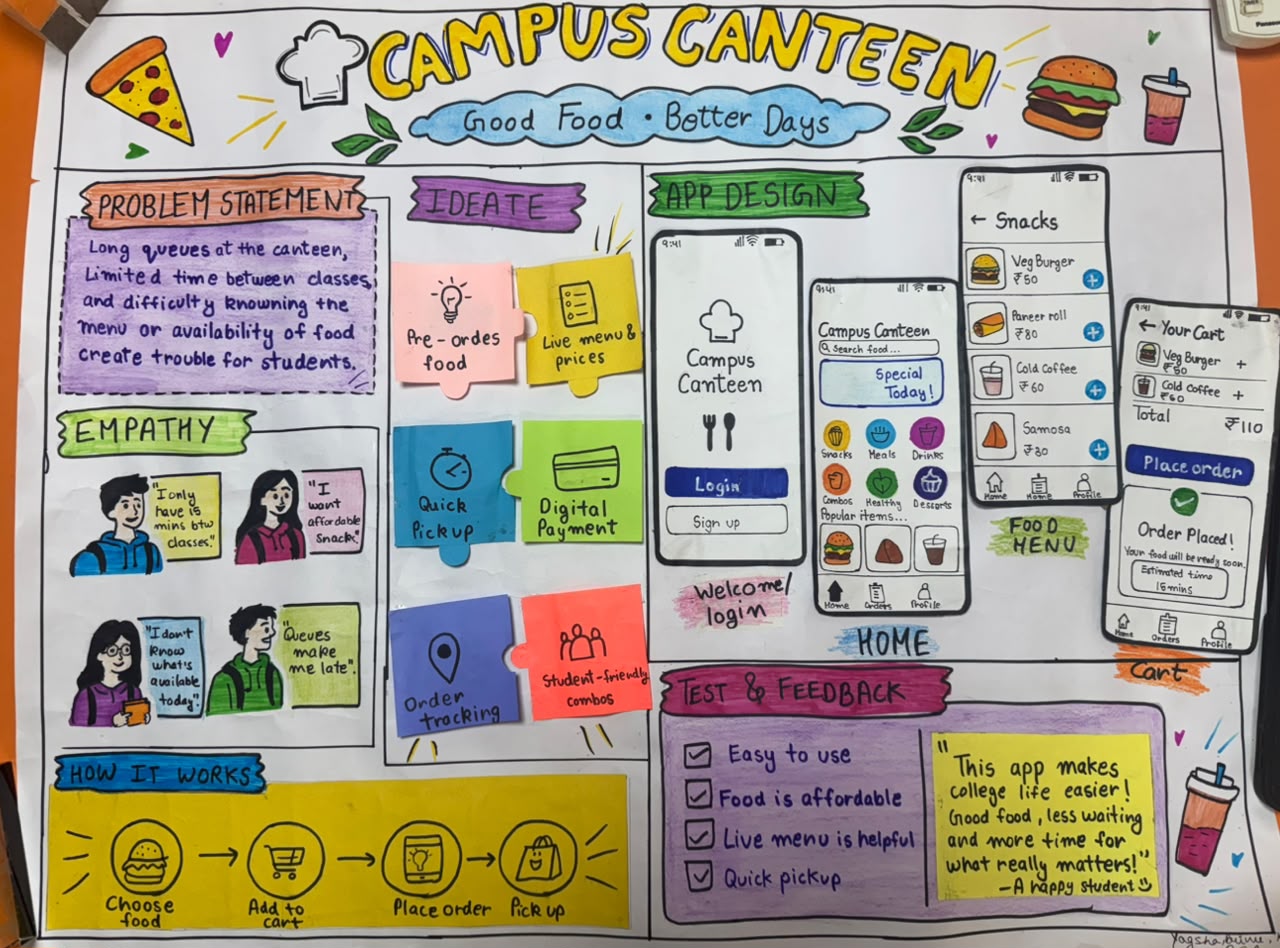 CAMPUS CANTEEN
Good Food • Better Days
PROBLEM STATEMENT
Long queues at the canteen,
Limited time between classes,
and difficulty knowning the
menu or availability of food
create trouble for students.
EMPATHY
"I only
have 15
mins btw
classes."
"I
want
affordable
snacks."
"I don't
know
what's
available
today."
"Queues
make
me late".
IDEATE
Pre-ordes
food
Live menu &
prices
Quick
Pickup
Digital
Payment
Order
tracking
Student-friendly
combos
HOW IT WORKS
Choose
food
Add to
cart
Place order
Pick up
APP DESIGN
9:41
Campus
Canteen
Login
Sign up
Welcome/
login
9:41
Campus Canteen
Search food...
Special
Today!
Snacks
Meals
Drinks
Combos
Healthy
Desserts
Popular items...
Home
Orders
Profile
HOME
9:41
← Snacks
Veg Burger
₹50
+
Paneer roll
₹80
+
Cold Coffee
₹60
+
Samosa
₹30
+
Home
Home
Profile
FOOD
MENU
9:41
← Your Cart
Veg Burger +
₹50
Cold Coffee +
₹60
Total ₹110
Place order
Order Placed!
Your food will be ready soon.
Estimated time
15 mins
Home
Orders
Profile
Cart
TEST & FEEDBACK
Easy to use
Food is affordable
Live menu is helpful
Quick pickup
"This app makes
college life easier!
Good food, less waiting
and more time for
what really matters!"
- A happy student
Panasonic